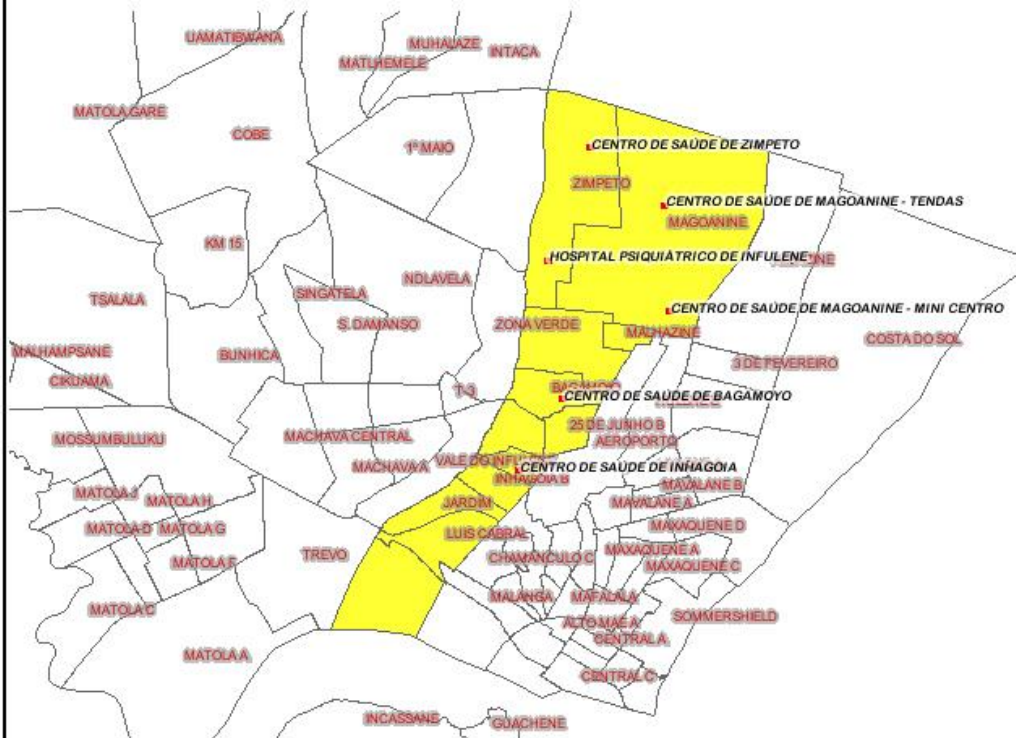 UAMATIBWANA
MUHALAZE
INTACA
MATLHEMELE
MATOLA GARE
COBE
1º MAIO
CENTRO DE SAÚDE DE ZIMPETO
ZIMPETO
CENTRO DE SAÚDE DE MAGOANINE - TENDAS
MAGOANINE
KM 15
HOSPITAL PSIQUIÁTRICO DE INFULENE
NDLAVELA
SINGATELA
TSALALA
CENTRO DE SAÚDE DE MAGOANINE - MINI CENTRO
S. DAMANSO
ZONA VERDE
MALHAZINE
COSTA DO SOL
MALHAMPSANE
BUNHICA
3 DE FEVEREIRO
CIKUAMA
T-3
CENTRO DE SAÚDE DE BAGAMOYO
25 DE JUNHO B
MOSSUMBULUKU
MACHAVA CENTRAL
AEROPORTO
VALE DO INFULENE
MACHAVA A
CENTRO DE SAÚDE DE INHAGOIA
INHAGOIA B
MAVALANE B
MATOLA J
MATOLA H
JARDIM
MAVALANE A
MATOLA D
MATOLA G
LUIS CABRAL
MAXAQUENE D
TREVO
MAXAQUENE A
CHAMANCULO C
MATOLA F
MAXAQUENE C
MALANGA
MAFALALA
MATOLA C
SOMMERSHIELD
ALTO MAE A
CENTRAL A
MATOLA A
CENTRAL C
INCASSANE
GUACHENE